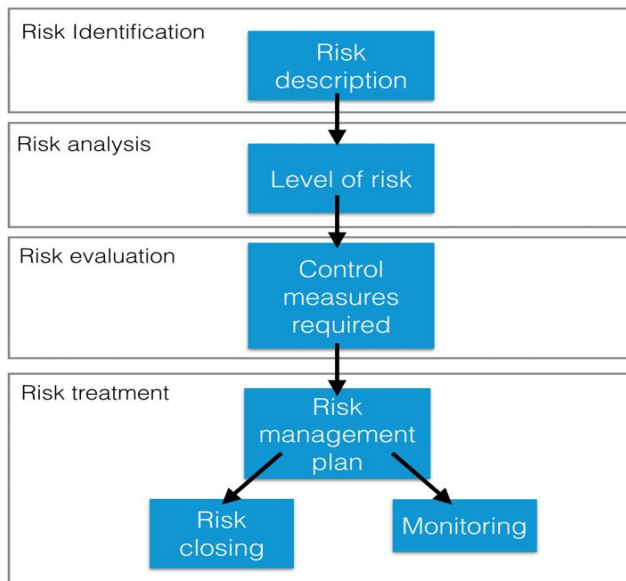 Risk Identification
Risk
description
Risk analysis
Level of risk
Risk evaluation
Control
measures
required
Risk treatment
Risk
management
plan
Risk
closing
Monitoring